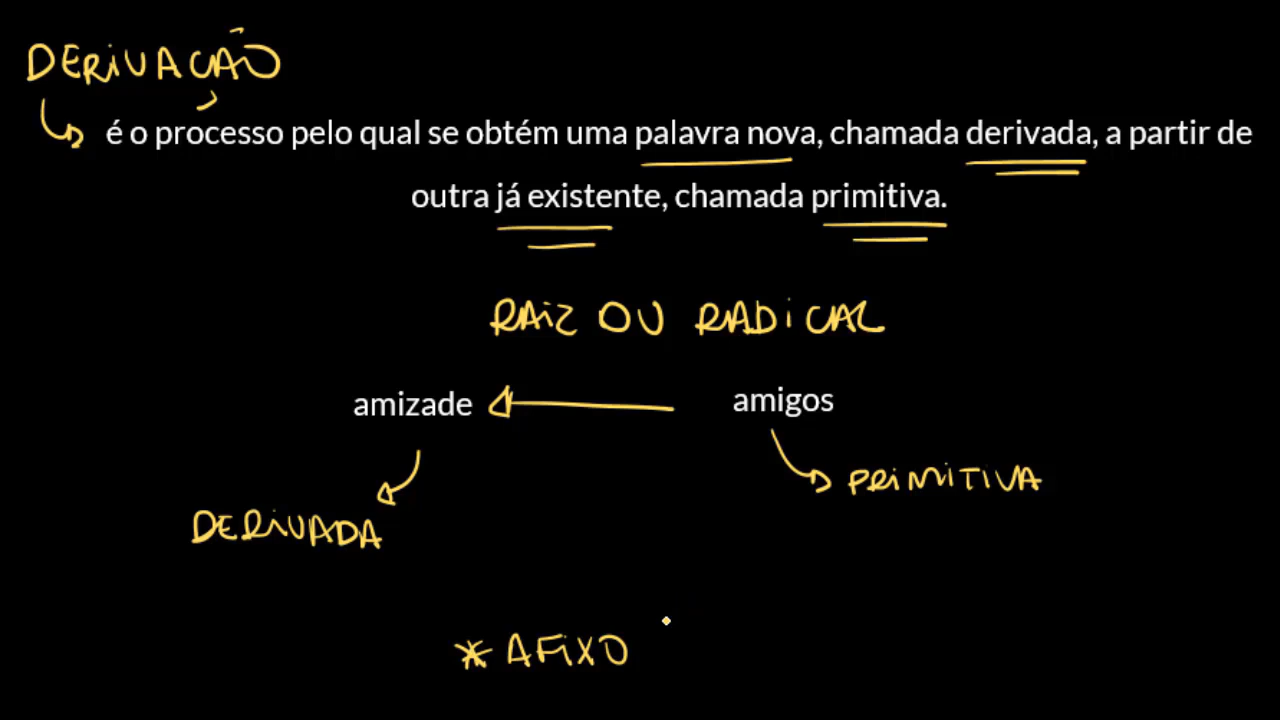 DERIVAÇÃO
é o processo pelo qual se obtém uma palavra nova, chamada derivada, a partir de
outra já existente, chamada primitiva.
RAIZ OU RADICAL
amizade amigos
PRIMITIVA
DERIVADA
* AFIXO